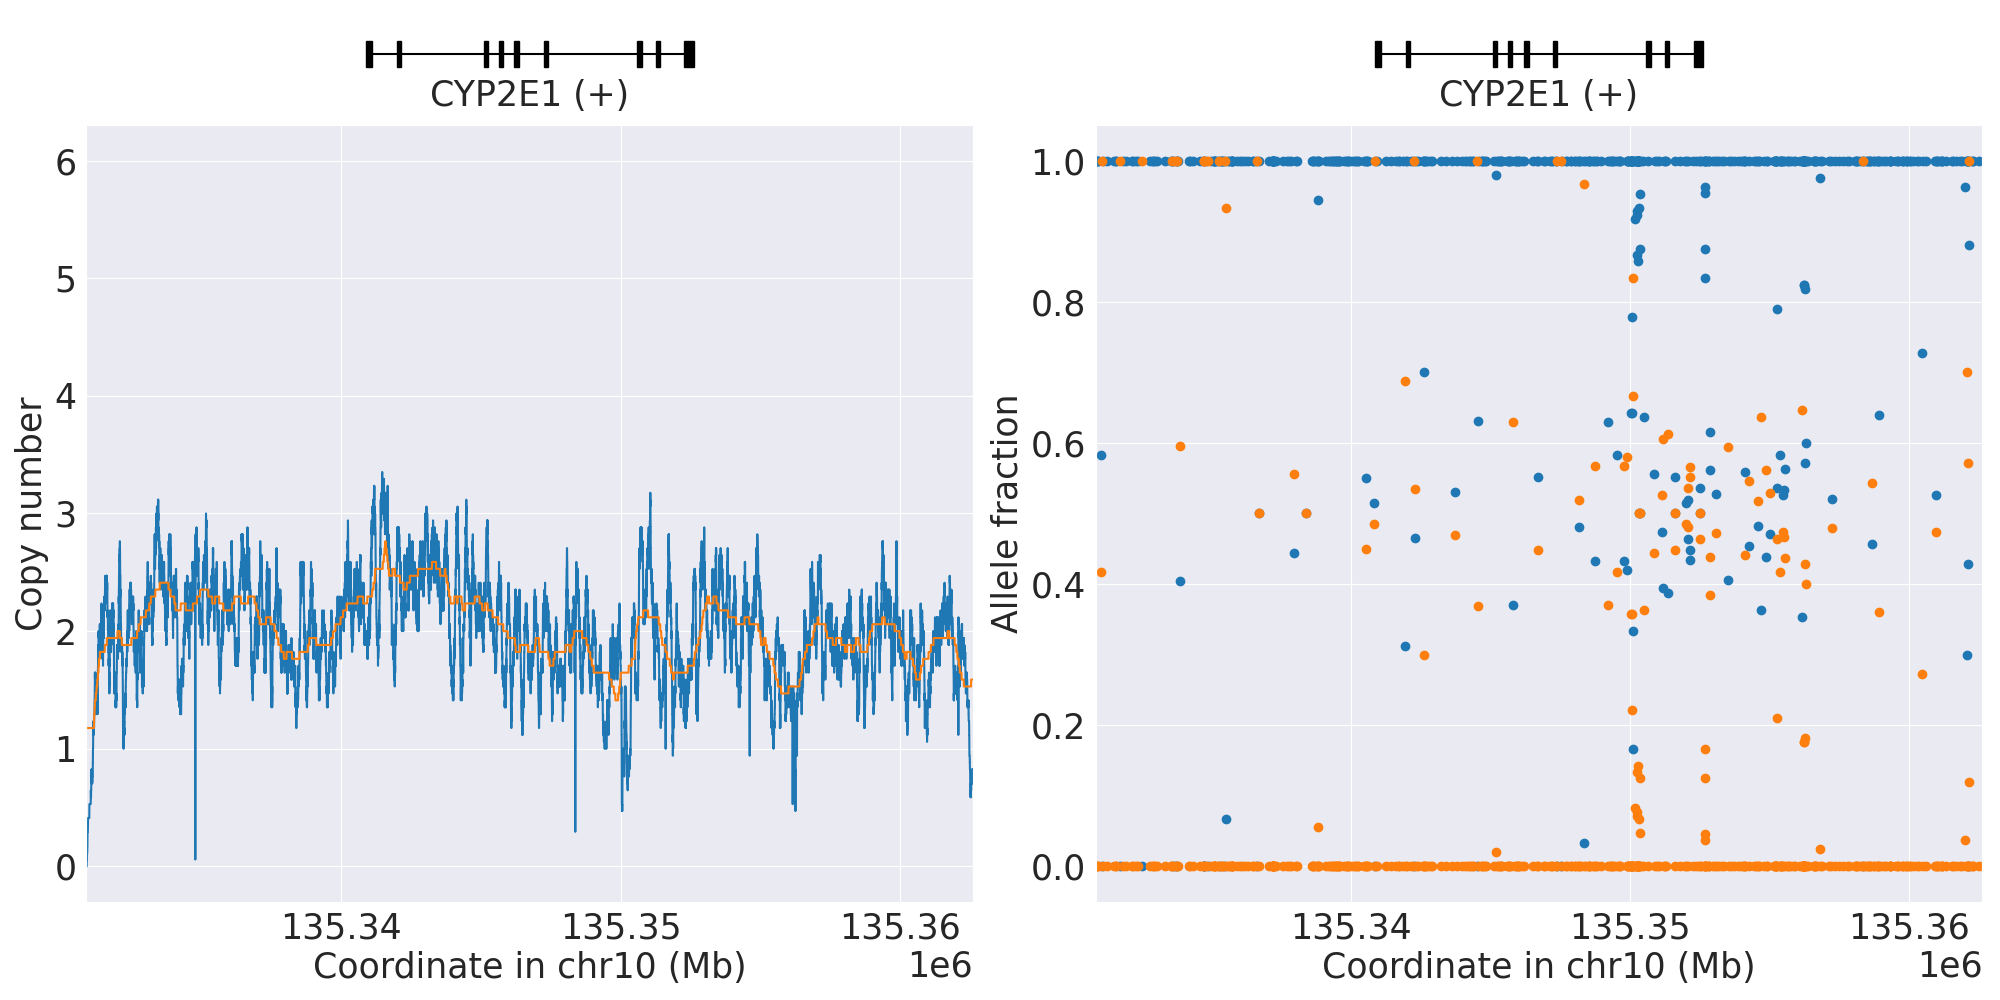 CYP2E1 (+)
6
5
4
3
2
1
0
Copy number
135.34
135.35
135.36
Coordinate in chr10 (Mb)
1e6
CYP2E1 (+)
1.0
0.8
0.6
0.4
0.2
0.0
Allele fraction
135.34
135.35
135.36
Coordinate in chr10 (Mb)
1e6